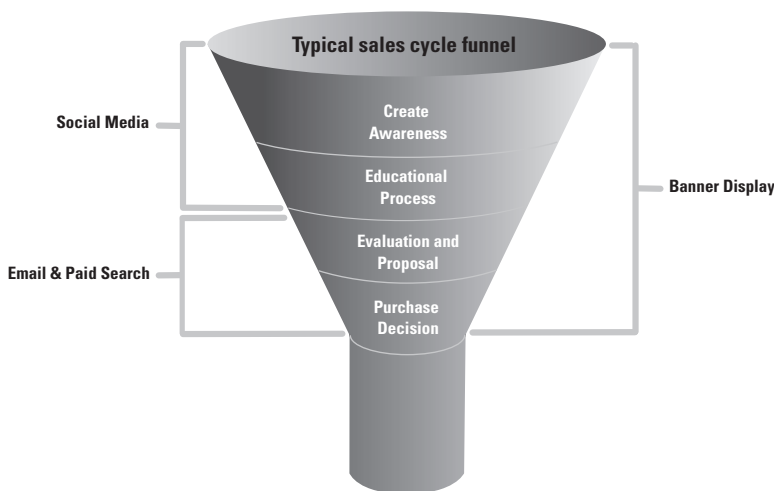 Typical sales cycle funnel
Create
Awareness
Social Media
Educational
Process
Banner Display
Evaluation and
Proposal
Email & Paid Search
Purchase
Decision